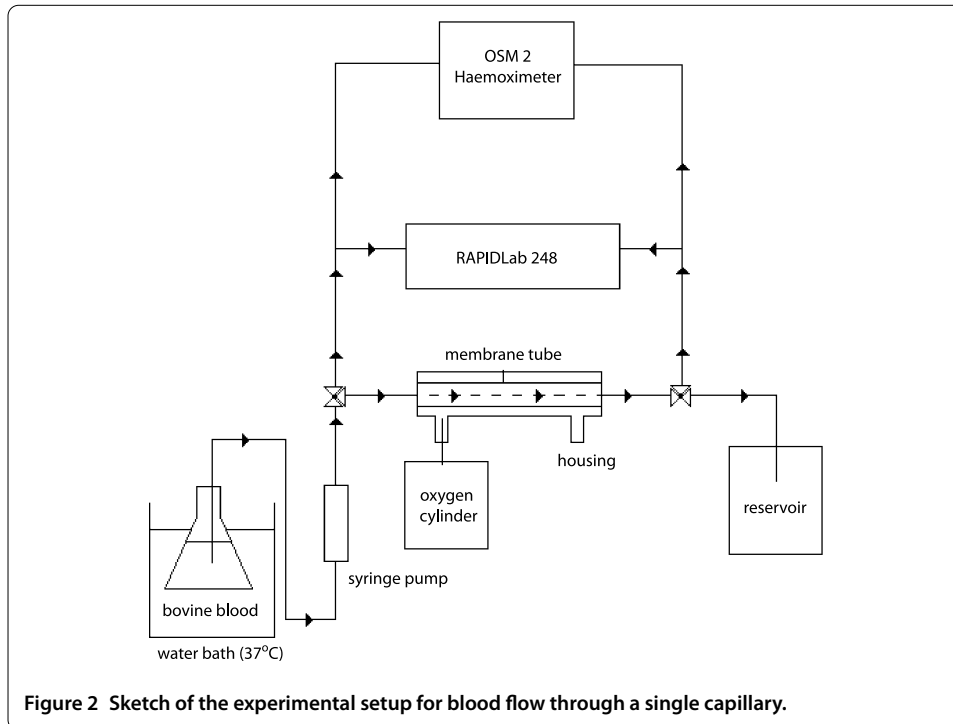 OSM 2
Haemoximeter
RAPIDLab 248
membrane tube
housing
oxygen
cylinder
reservoir
syringe pump
bovine blood
water bath (37°C)
Figure 2 Sketch of the experimental setup for blood flow through a single capillary.